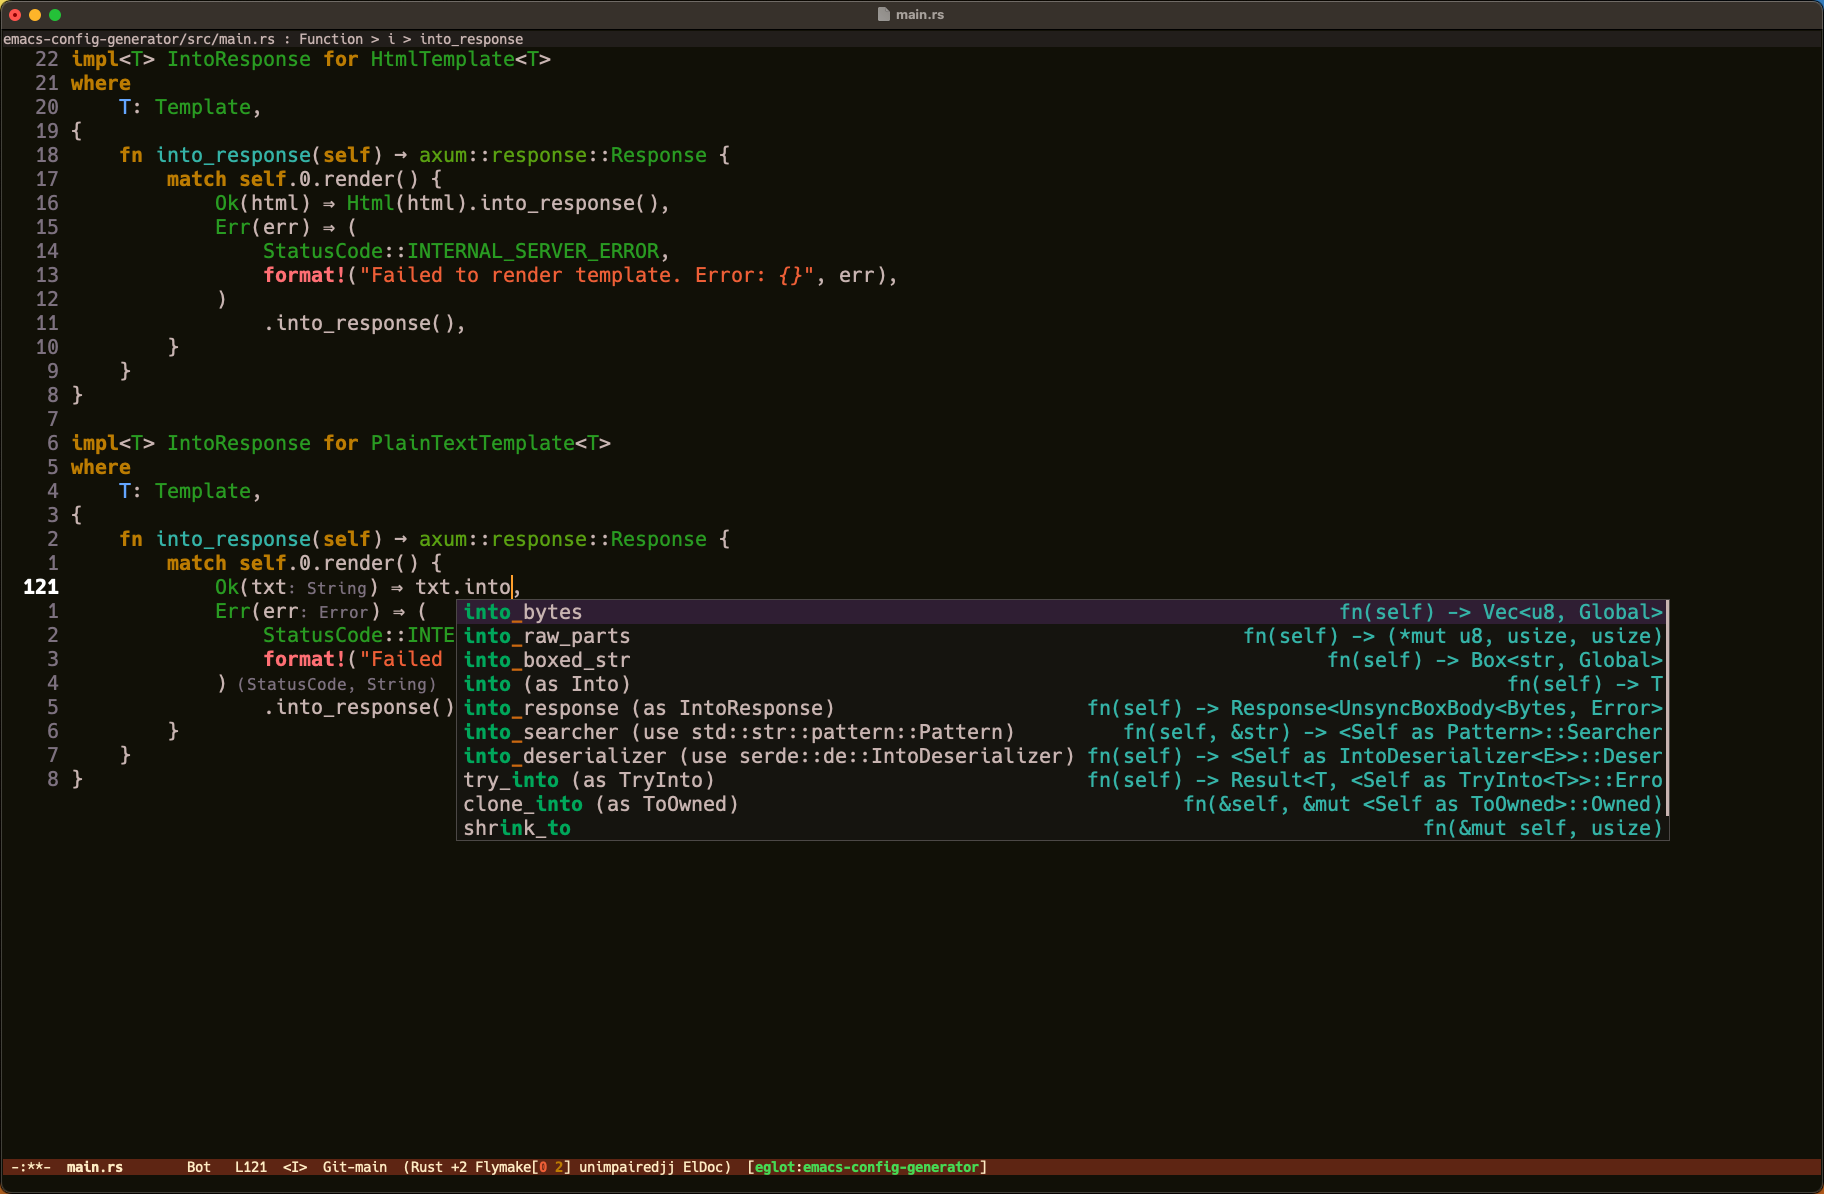 main.rs
emacs-config-generator/src/main.rs : Function > i > into_response
22 impl<T> IntoResponse for HtmlTemplate<T>
21 where
20     T: Template,
19 {
18     fn into_response(self) → axum::response::Response {
17         match self.0.render() {
16             Ok(html) ⇒ Html(html).into_response(),
15             Err(err) ⇒ (
14                 StatusCode::INTERNAL_SERVER_ERROR,
13                 format!("Failed to render template. Error: {}", err),
12             )
11                 .into_response(),
10         }
9     }
8 }
7
6 impl<T> IntoResponse for PlainTextTemplate<T>
5 where
4     T: Template,
3 {
2     fn into_response(self) → axum::response::Response {
1         match self.0.render() {
121             Ok(txt: String) ⇒ txt.into,
1             Err(err: Error) ⇒ (
into_bytes fn(self) -> Vec<u8, Global>
2                 StatusCode::INTE
into_raw_parts fn(self) -> (*mut u8, usize, usize)
3                 format!("Failed
into_boxed_str fn(self) -> Box<str, Global>
4             ) (StatusCode, String)
into (as Into) fn(self) -> T
5                 .into_response()
into_response (as IntoResponse) fn(self) -> Response<UnsyncBoxBody<Bytes, Error>
6         }
into_searcher (use std::str::pattern::Pattern) fn(self, &str) -> <Self as Pattern>::Searcher
7     }
into_deserializer (use serde::de::IntoDeserializer) fn(self) -> <Self as IntoDeserializer<E>>::Deser
8 }
try_into (as TryInto) fn(self) -> Result<T, <Self as TryInto<T>>::Erro
clone_into (as ToOwned) fn(&self, &mut <Self as ToOwned>::Owned)
shrink_to fn(&mut self, usize)
-:**-  main.rs        Bot   L121  <I>  Git-main  (Rust +2 Flymake[0 2] unimpairedjj ElDoc)  [eglot:emacs-config-generator]